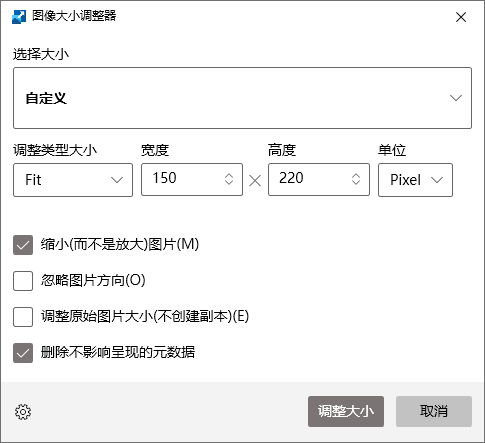 图像大小调整器
选择大小
自定义
调整类型大小 宽度 高度 单位
Fit 150 × 220 Pixel
缩小(而不是放大)图片(M)
忽略图片方向(O)
调整原始图片大小(不创建副本)(E)
删除不影响呈现的元数据
调整大小 取消